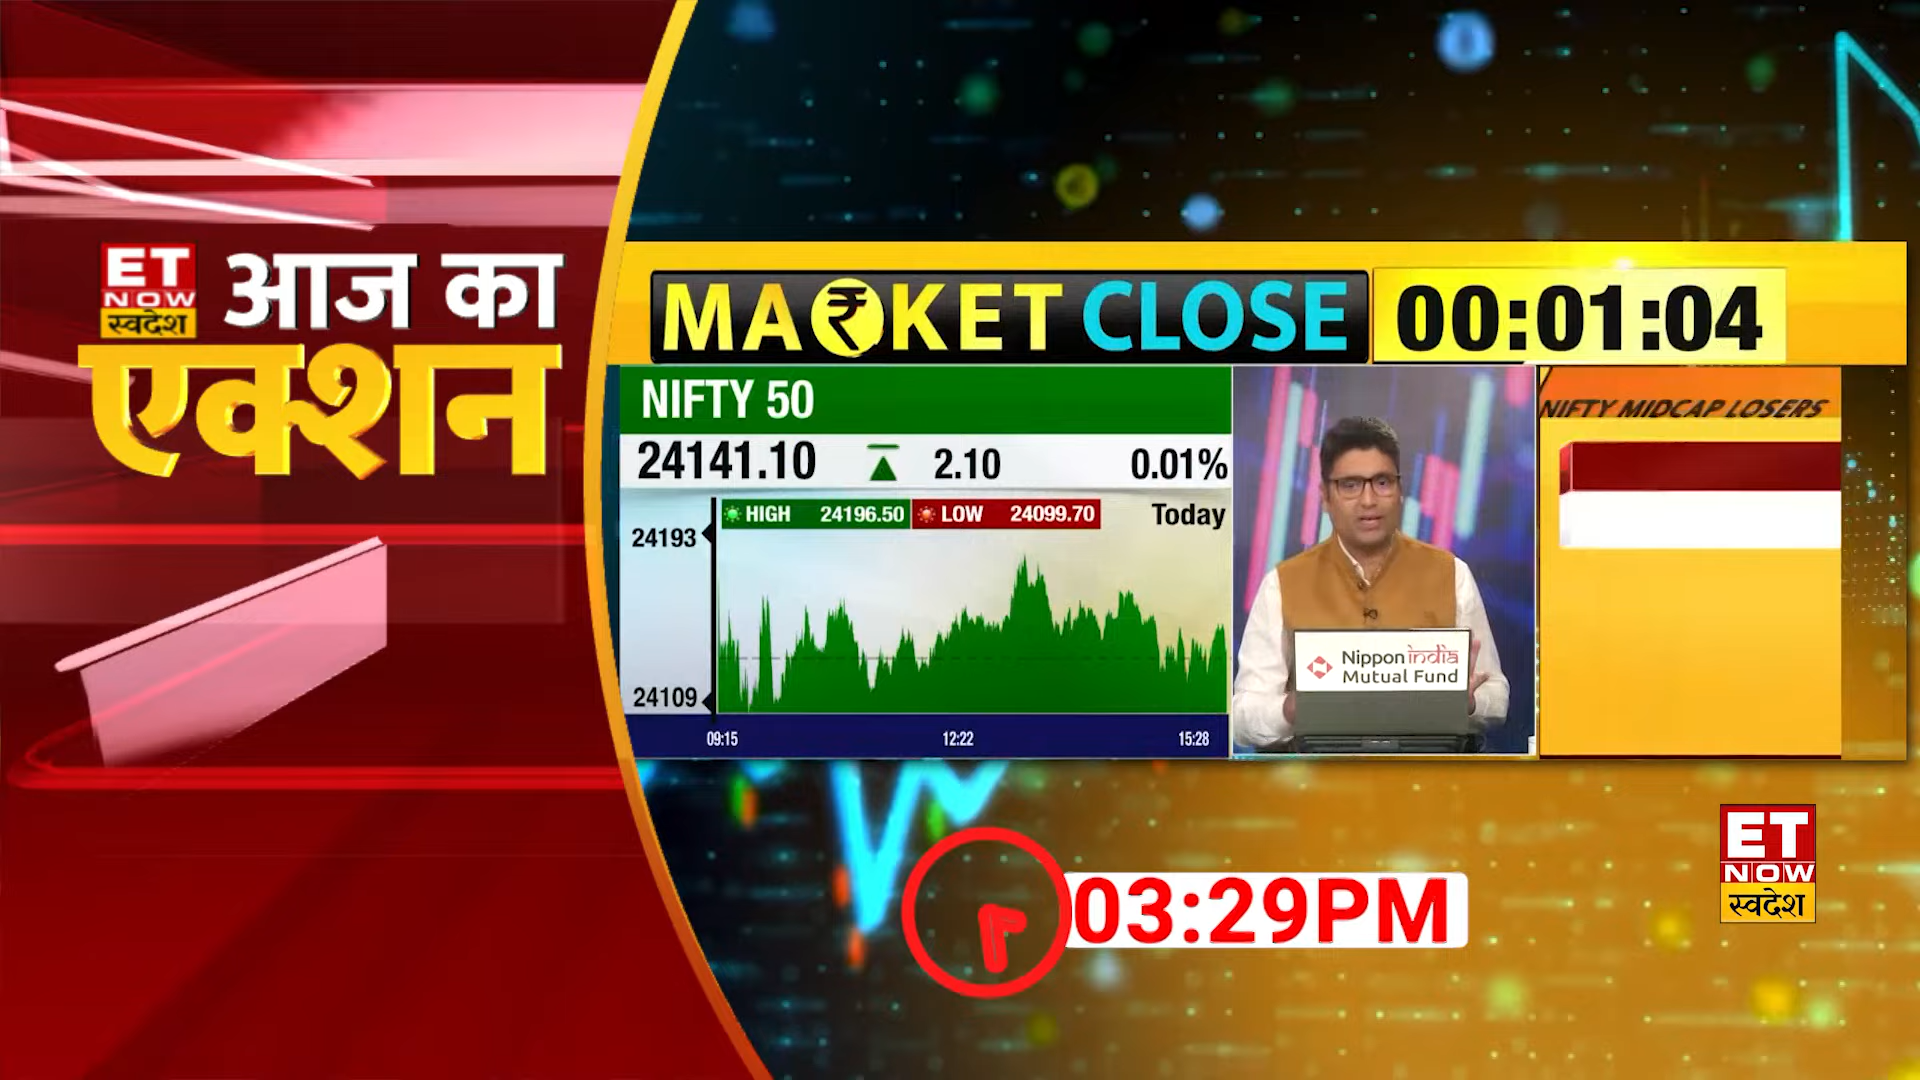 ET
NOW
स्वदेश
आज का
एक्शन
MA₹KET CLOSE
00:01:04
NIFTY 50
24141.10 2.10 0.01%
HIGH 24196.50 LOW 24099.70 Today
24193
24109
09:15 12:22 15:28
Nippon india
Mutual Fund
NIFTY MIDCAP LOSERS
03:29PM
ET
NOW
स्वदेश